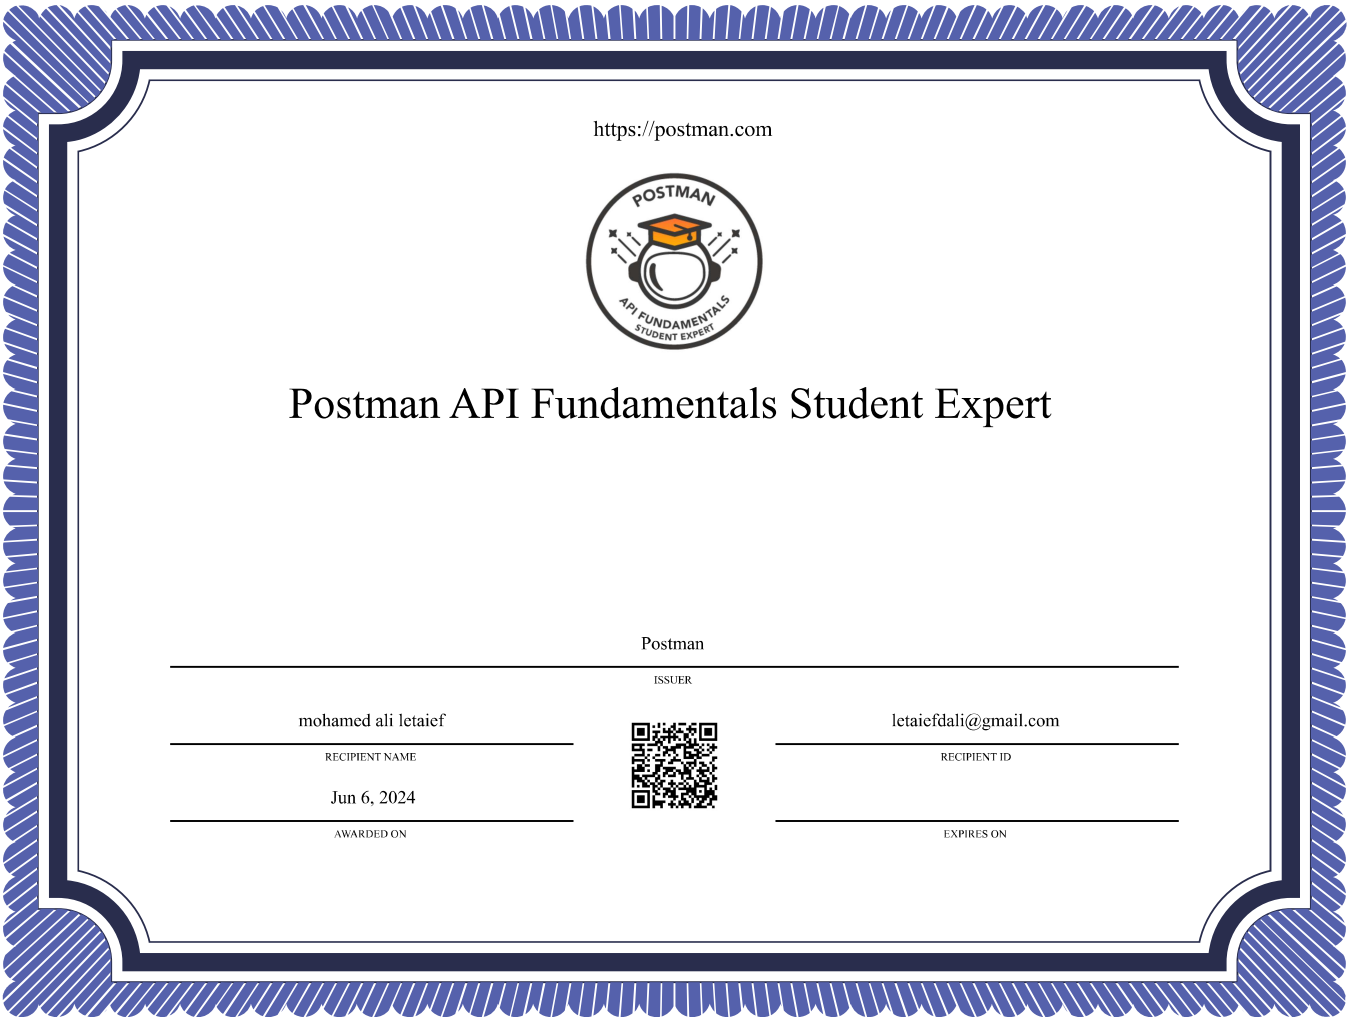 https://postman.com
POSTMAN
API FUNDAMENTALS
STUDENT EXPERT
Postman API Fundamentals Student Expert
Postman
ISSUER
mohamed ali letaief
RECIPIENT NAME
letaiefdali@gmail.com
RECIPIENT ID
Jun 6, 2024
AWARDED ON
EXPIRES ON